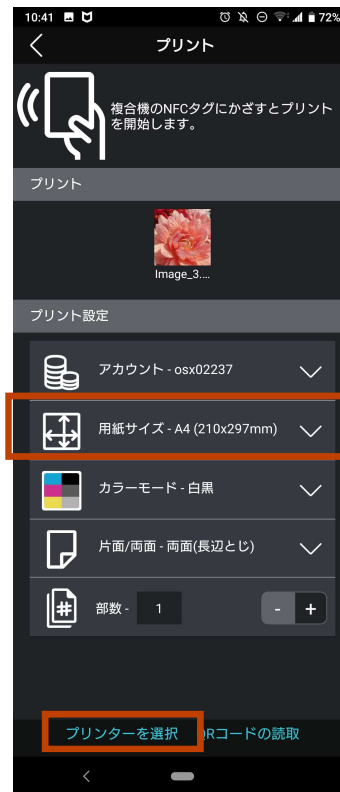 10:41 72%
プリント
複合機のNFCタグにかざすとプリント
を開始します。
プリント
Image_3....
プリント設定
アカウント - osx02237
用紙サイズ - A4 (210x297mm)
カラーモード - 白黒
片面/両面 - 両面(長辺とじ)
部数 - 1 - +
プリンターを選択 Rコードの読取